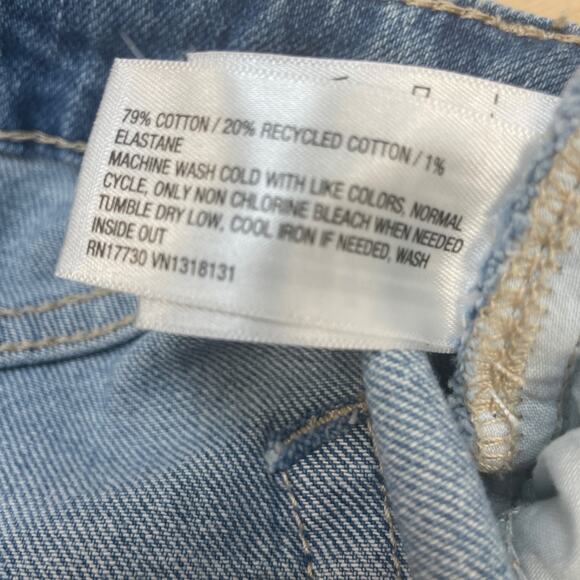 79% COTTON / 20% RECYCLED COTTON / 1%
ELASTANE
MACHINE WASH COLD WITH LIKE COLORS, NORMAL
CYCLE, ONLY NON CHLORINE BLEACH WHEN NEEDED
TUMBLE DRY LOW, COOL IRON IF NEEDED, WASH
INSIDE OUT
RN17730 VN1318131